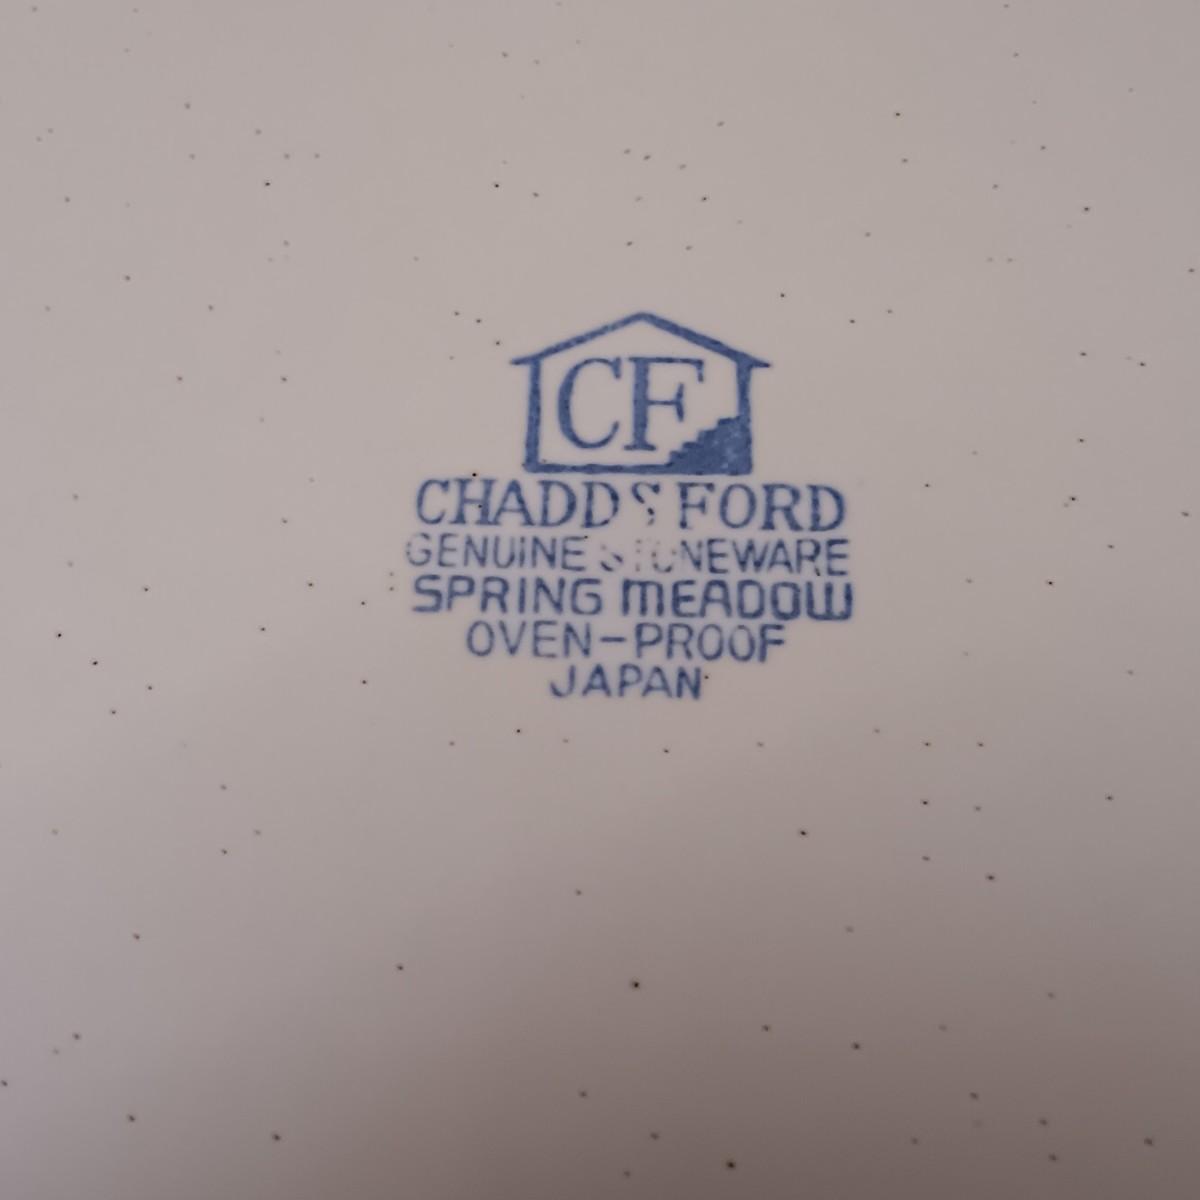 CF
CHADDS FORD
GENUINE STONEWARE
SPRING MEADOW
OVEN-PROOF
JAPAN